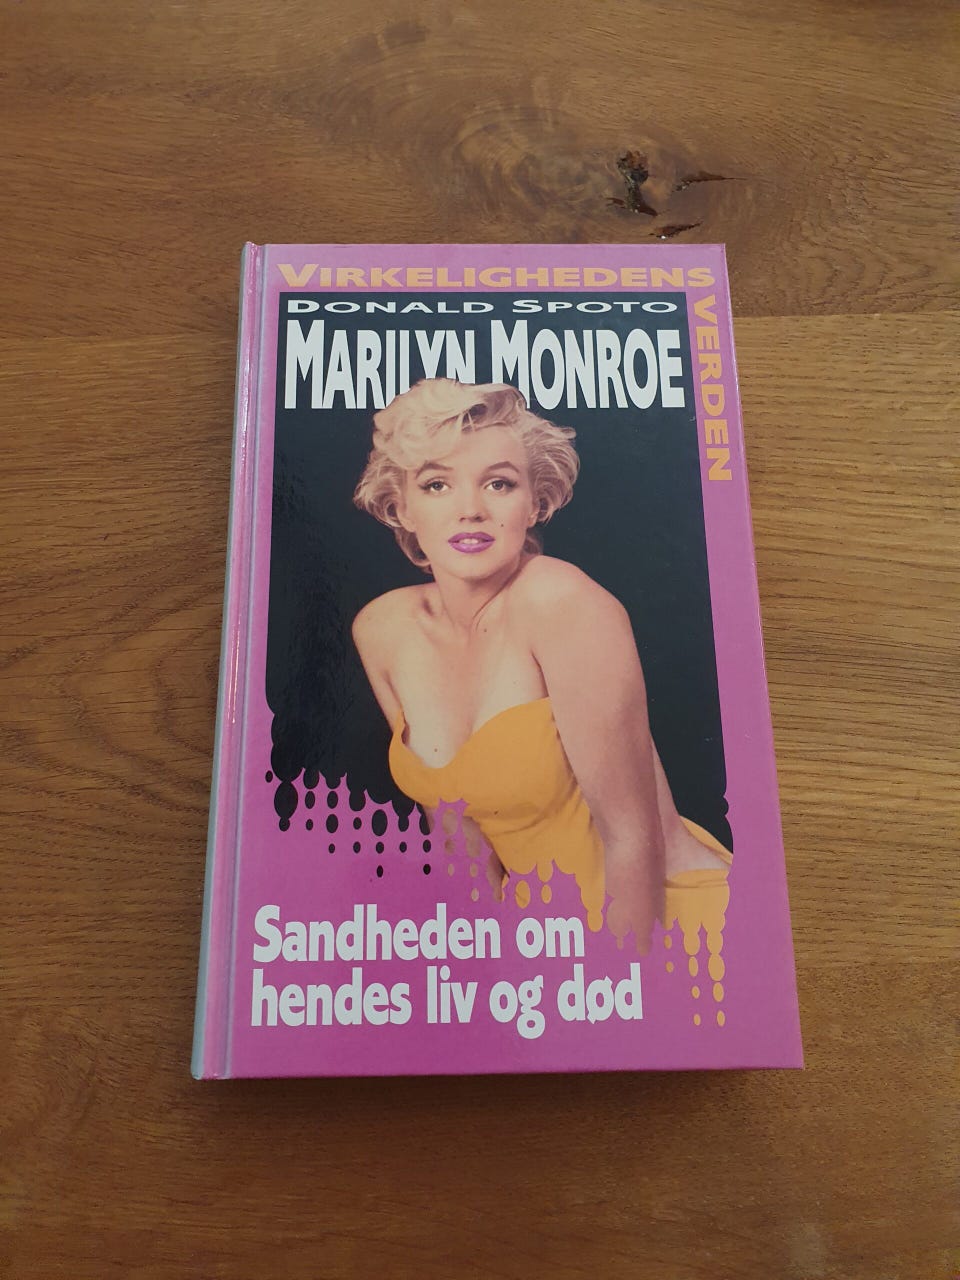 VIRKELIGHEDENS
VERDEN
DONALD SPOTO
MARILYN MONROE
Sandheden om
hendes liv og død